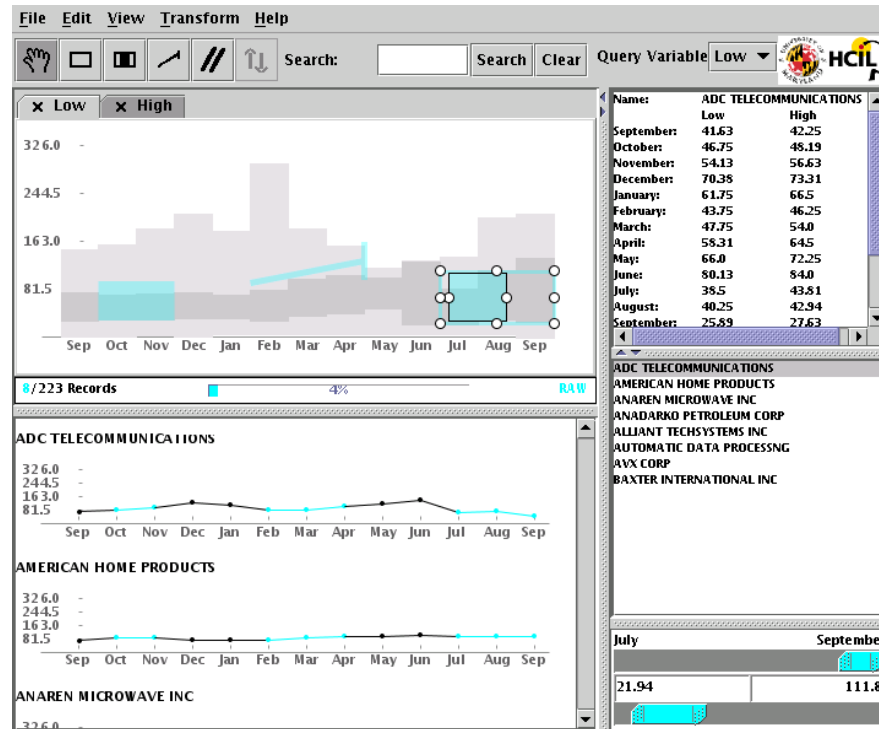 File Edit View Transform Help
Search: Search Clear Query Variable Low HCIL
UNIVERSITY OF MARYLAND
× Low × High
326.0
244.5
163.0
81.5
Sep Oct Nov Dec Jan Feb Mar Apr May Jun Jul Aug Sep
8/223 Records 4% RAW
ADC TELECOMMUNICATIONS
326.0
244.5
163.0
81.5
Sep Oct Nov Dec Jan Feb Mar Apr May Jun Jul Aug Sep
AMERICAN HOME PRODUCTS
326.0
244.5
163.0
81.5
Sep Oct Nov Dec Jan Feb Mar Apr May Jun Jul Aug Sep
ANAREN MICROWAVE INC
326.0
Name: ADC TELECOMMUNICATIONS
Low High
September: 41.63 42.25
October: 46.75 48.19
November: 54.13 56.63
December: 70.38 73.31
January: 61.75 66.5
February: 43.75 46.25
March: 47.75 54.0
April: 58.31 64.5
May: 66.0 72.25
June: 80.13 84.0
July: 38.5 43.81
August: 40.25 42.94
September: 25.89 27.63
ADC TELECOMMUNICATIONS
AMERICAN HOME PRODUCTS
ANAREN MICROWAVE INC
ANADARKO PETROLEUM CORP
ALLIANT TECHSYSTEMS INC
AUTOMATIC DATA PROCESSNG
AVX CORP
BAXTER INTERNATIONAL INC
July Septembe
21.94 111.8